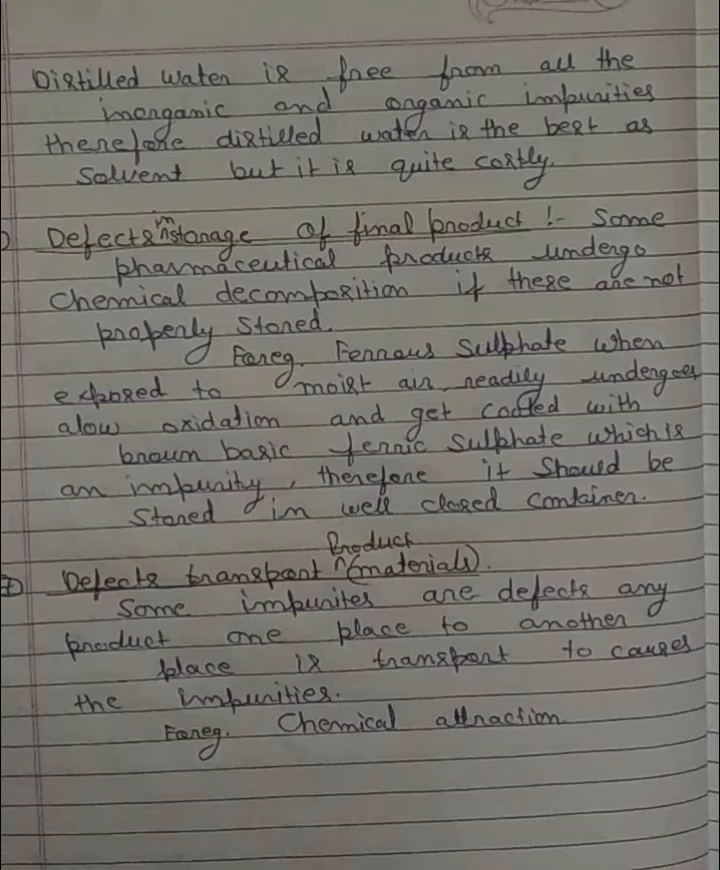 Distilled water is free from all the
inorganic and organic impurities
therefore distilled water is the best as
solvent but it is quite costly.
Defects in storage of final product :- Some
pharmaceutical products undergo
Chemical decomposition if these are not
properly Stored.
For eg. Ferrous Sulphate when
exposed to moist air readily undergoes
alow oxidation and get coated with
brown basic ferric sulphate which is
an impurity, therefore it should be
Stored in well closed container.
7) Defects transport Product (materials).
Some impurites are defects any
product one place to another
place is transport to causes
the impurities.
For eg. Chemical attraction